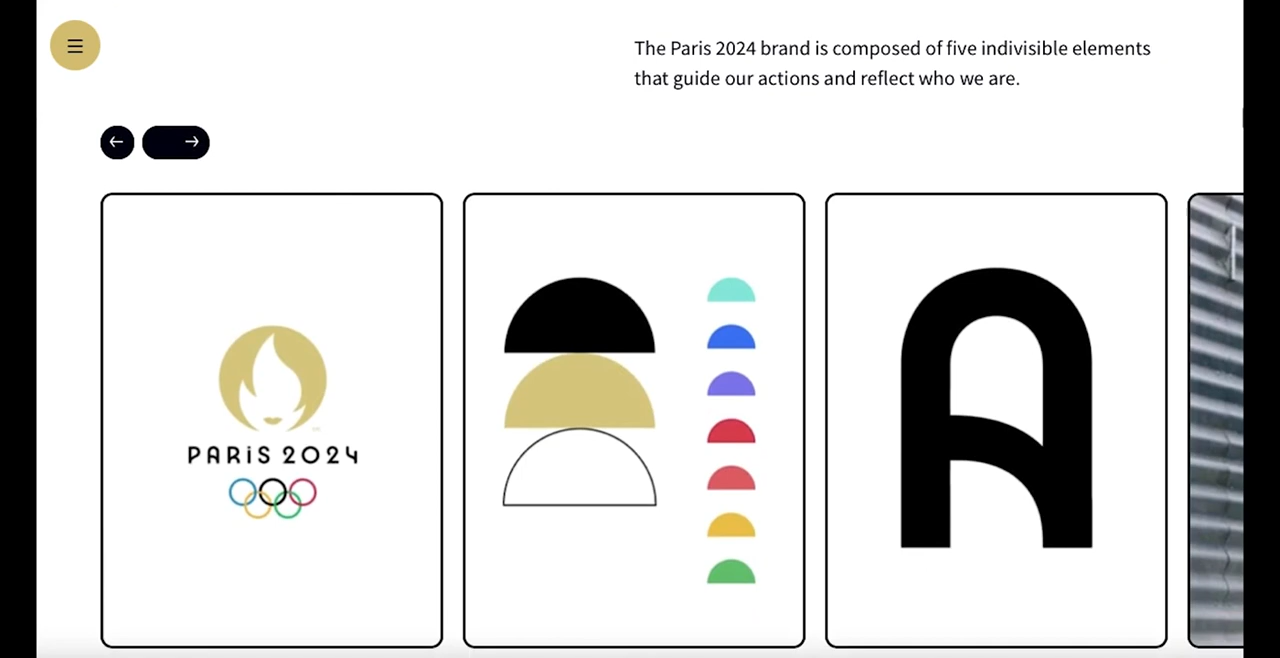 The Paris 2024 brand is composed of five indivisible elements
that guide our actions and reflect who we are.
PARiS 2024
A